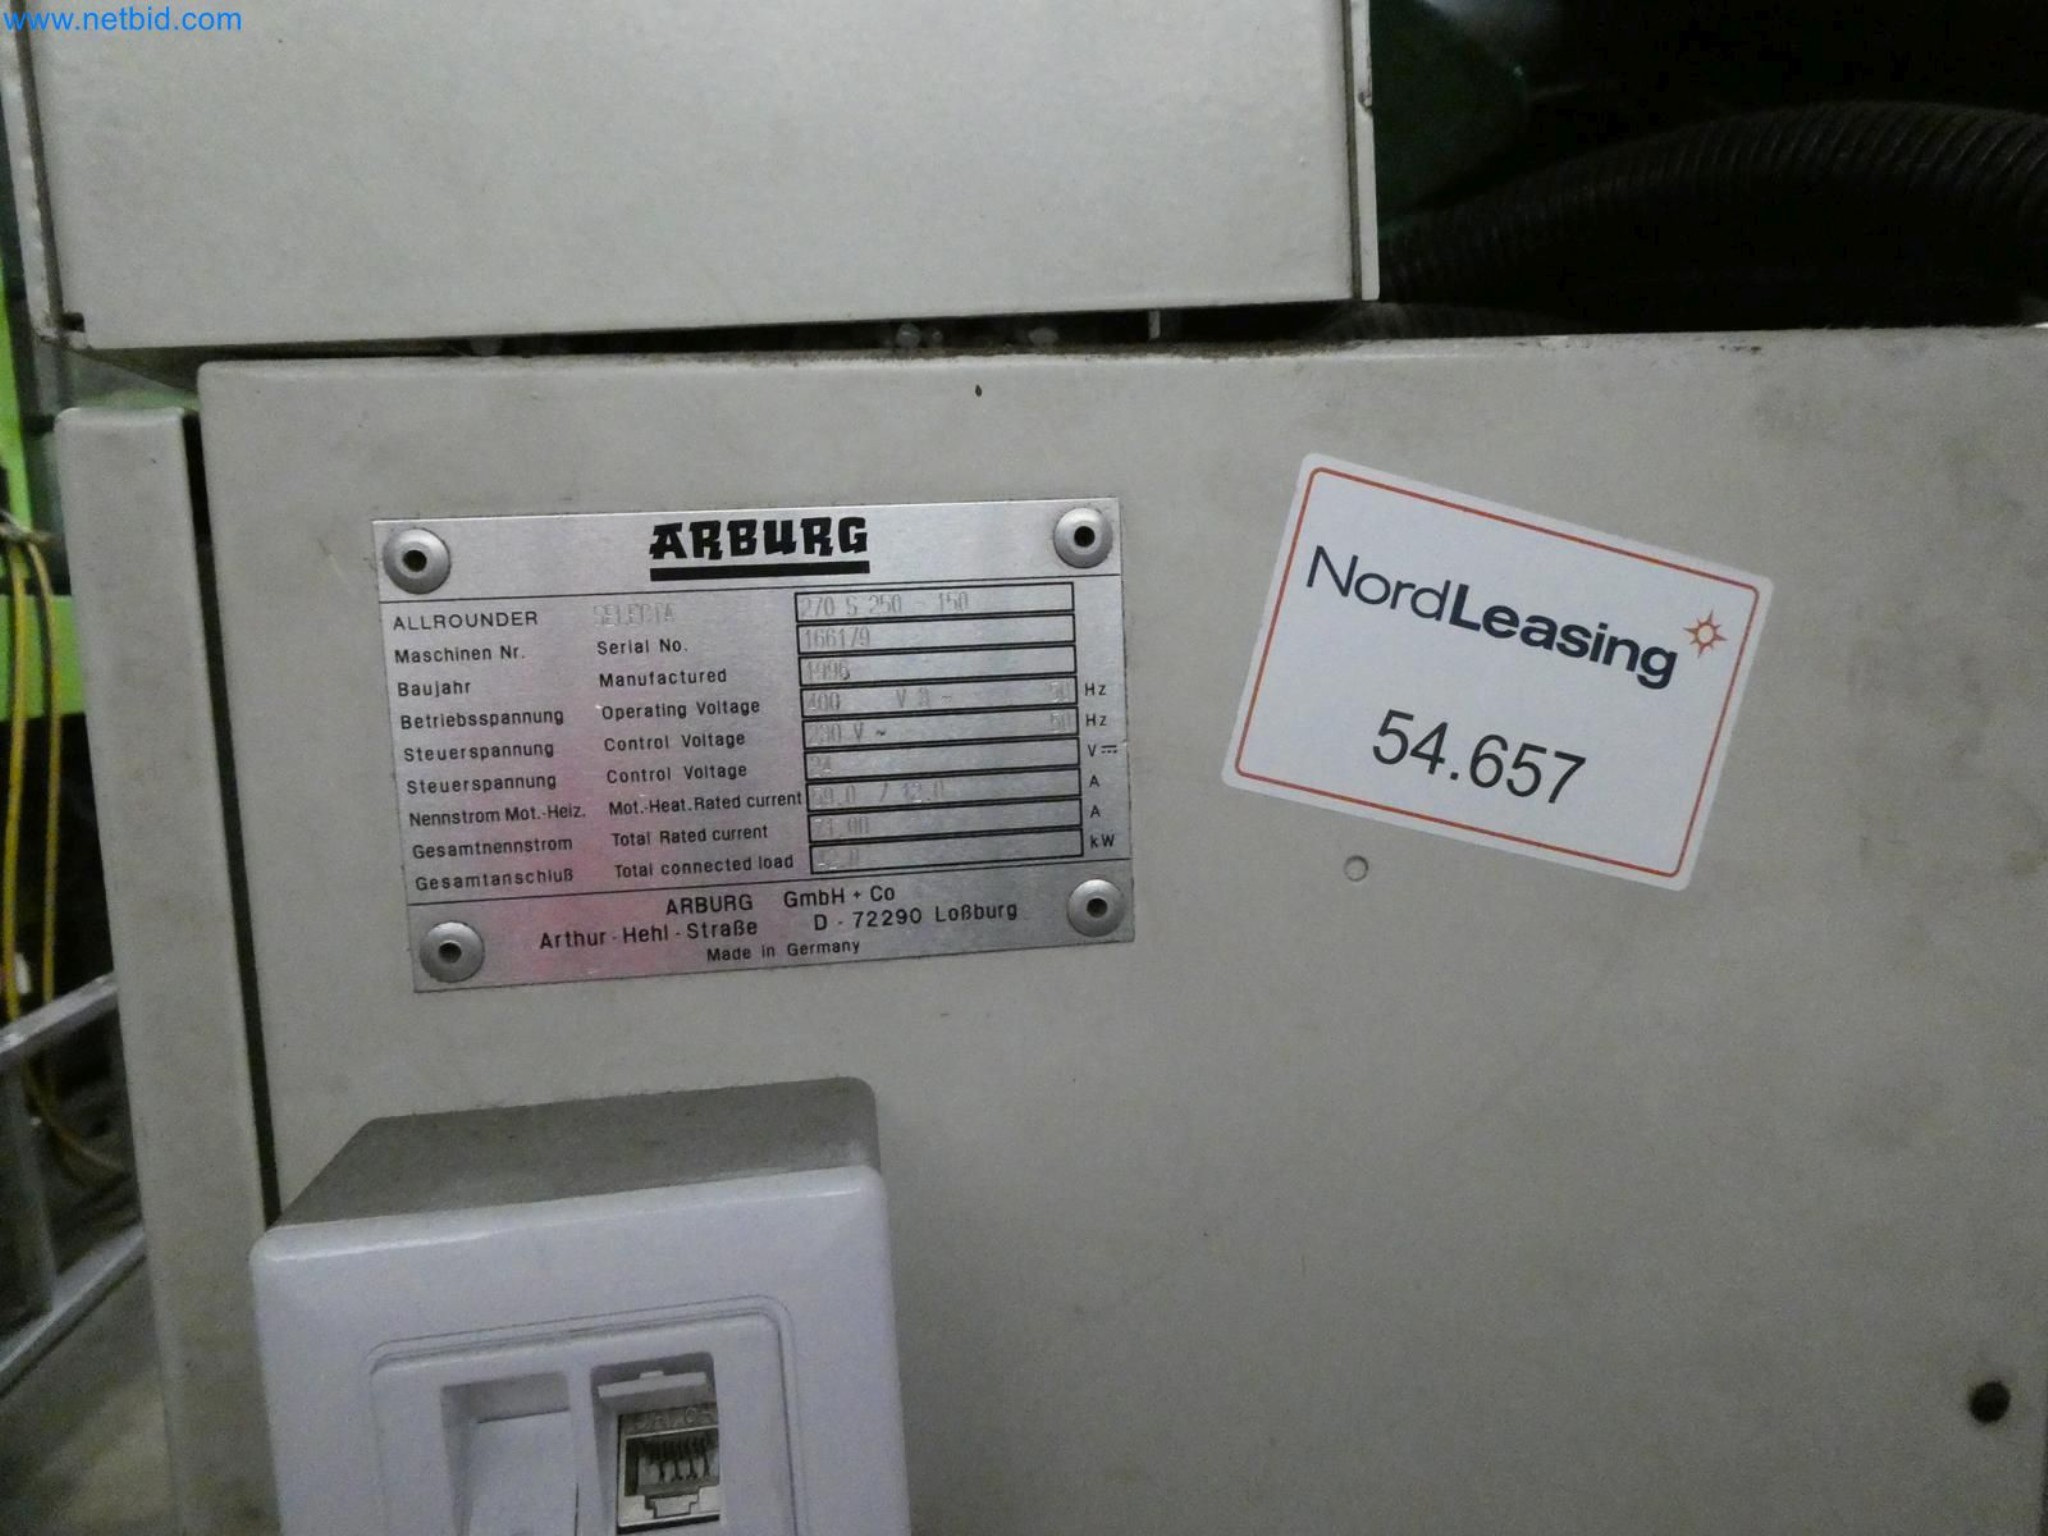 www.netbid.com
ARBURG
ALLROUNDER SELECTA 270 S 250 - 150
Maschinen Nr. Serial No. 166179
Baujahr Manufactured 1996
Betriebsspannung Operating Voltage 400 V 50 Hz
Steuerspannung Control Voltage 230 V ~ Hz
Steuerspannung Control Voltage 24 V⎓
Nennstrom Mot.-Heiz. Mot.-Heat.Rated current A
Gesamtnennstrom Total Rated current A
Gesamtanschluß Total connected load kW
ARBURG GmbH + Co
Arthur - Hehl - Straße D - 72290 Loßburg
Made in Germany
NordLeasing
54.657